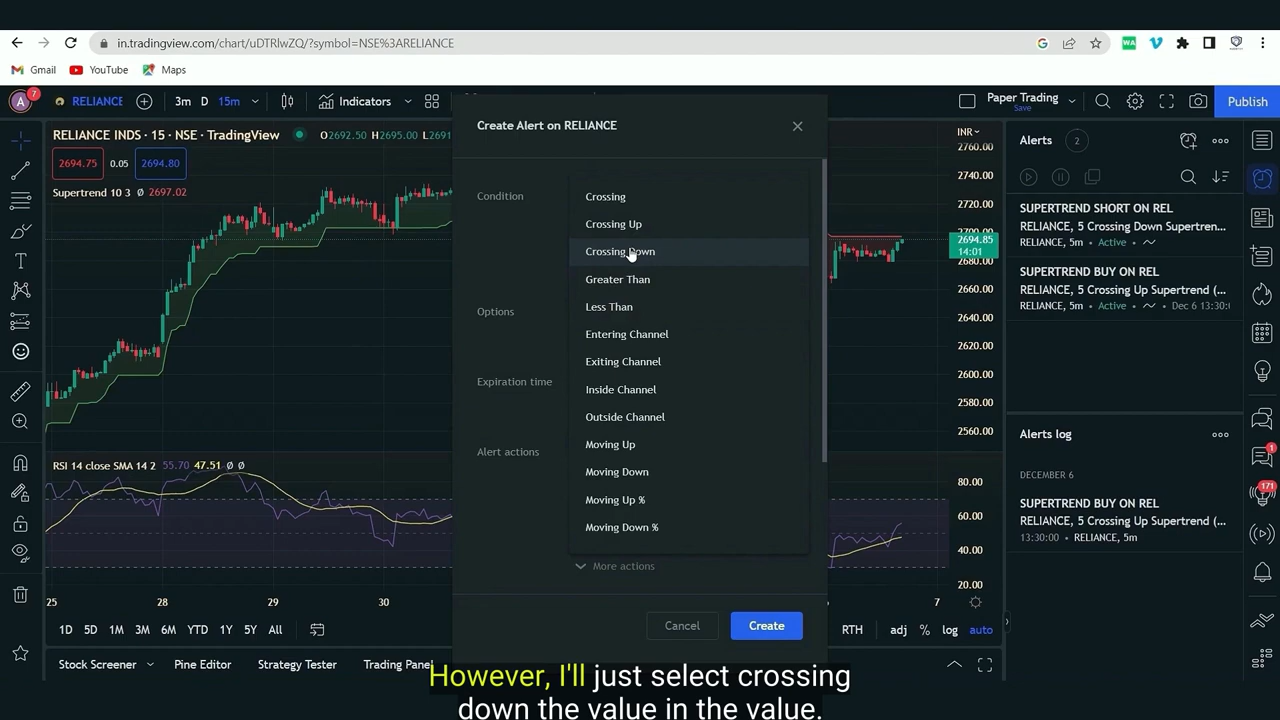 in.tradingview.com/chart/uDTRlwZQ/?symbol=NSE%3ARELIANCE
Gmail
YouTube
Maps
A
7
RELIANCE
3m
D
15m
Indicators
Paper Trading
Save
Publish
RELIANCE INDS · 15 · NSE · TradingView
O2692.50 H2695.00 L2691
2694.75
0.05
2694.80
Supertrend 10 3 Ø 2697.02
Create Alert on RELIANCE
Condition
Options
Expiration time
Alert actions
Crossing
Crossing Up
Crossing Down
Greater Than
Less Than
Entering Channel
Exiting Channel
Inside Channel
Outside Channel
Moving Up
Moving Down
Moving Up %
Moving Down %
More actions
Cancel
Create
INR
2760.00
2740.00
2720.00
2700.00
2694.85
14:01
2680.00
2660.00
2640.00
2620.00
2600.00
2580.00
2560.00
RSI 14 close SMA 14 2 55.70 47.51 Ø Ø
80.00
60.00
40.00
20.00
25
28
29
30
7
1D 5D 1M 3M 6M YTD 1Y 5Y All
RTH
adj
%
log
auto
Stock Screener
Pine Editor
Strategy Tester
Trading Panel
Alerts
2
SUPERTREND SHORT ON REL
RELIANCE, 5 Crossing Down Supertren...
RELIANCE, 5m • Active •
SUPERTREND BUY ON REL
RELIANCE, 5 Crossing Up Supertrend (...
RELIANCE, 5m • Active • Dec 6 13:30:
Alerts log
DECEMBER 6
SUPERTREND BUY ON REL
RELIANCE, 5 Crossing Up Supertrend (...
13:30:00 • RELIANCE, 5m
WA
1
171
However, I'll just select crossing
down the value in the value.